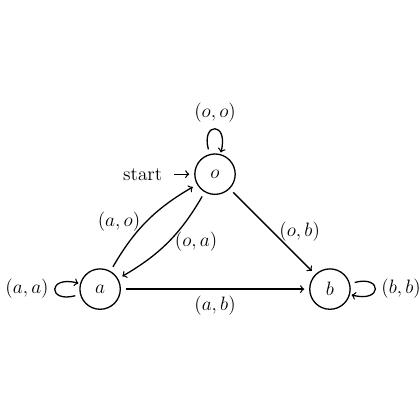 (o, o)
start
o
(a, o)
(o, a)
(o, b)
(a, a)
a
b
(b, b)
(a, b)